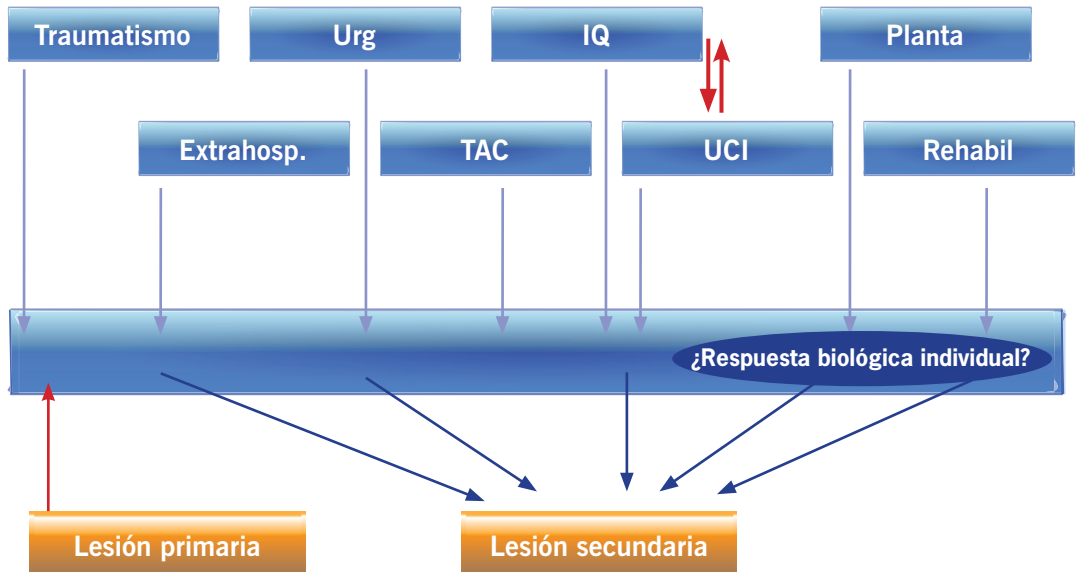 Traumatismo
Urg
IQ
Planta
Extrahosp.
TAC
UCI
Rehabil
¿Respuesta biológica individual?
Lesión primaria
Lesión secundaria